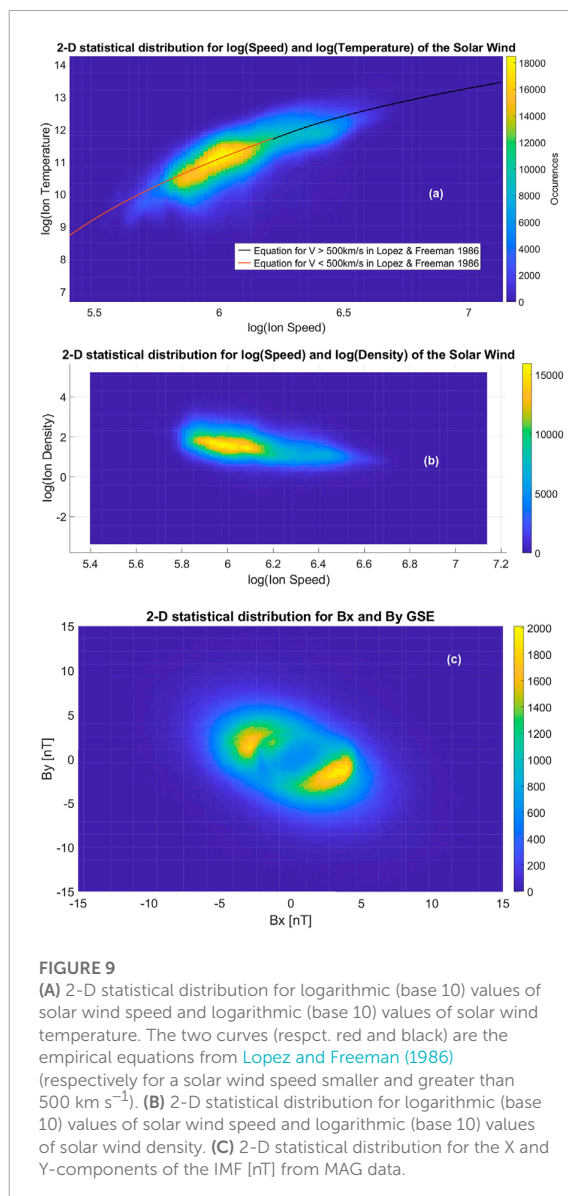 2-D statistical distribution for log(Speed) and log(Temperature) of the Solar Wind
14
13
12
11
10
9
8
7
log(Ion Temperature)
(a)
Equation for V > 500km/s in Lopez & Freeman 1986
Equation for V < 500km/s in Lopez & Freeman 1986
5.5
6
6.5
7
log(Ion Speed)
18000
16000
14000
12000
10000
8000
6000
4000
2000
0
Occurences
2-D statistical distribution for log(Speed) and log(Density) of the Solar Wind
4
2
0
-2
log(Ion Density)
(b)
5.4
5.6
5.8
6
6.2
6.4
6.6
6.8
7
7.2
log(Ion Speed)
15000
10000
5000
0
2-D statistical distribution for Bx and By GSE
15
10
5
0
-5
-10
-15
By [nT]
(c)
-15
-10
-5
0
5
10
15
Bx [nT]
2000
1800
1600
1400
1200
1000
800
600
400
200
0
FIGURE 9
(A) 2-D statistical distribution for logarithmic (base 10) values of
solar wind speed and logarithmic (base 10) values of solar wind
temperature. The two curves (respct. red and black) are the
empirical equations from Lopez and Freeman (1986)
(respectively for a solar wind speed smaller and greater than
500 km s⁻¹). (B) 2-D statistical distribution for logarithmic (base
10) values of solar wind speed and logarithmic (base 10) values
of solar wind density. (C) 2-D statistical distribution for the X and
Y-components of the IMF [nT] from MAG data.